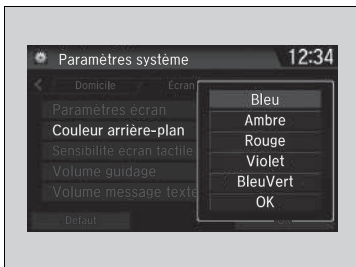 Paramètres système
12:34
Domicile
Écran
Paramètres écran
Couleur arrière-plan
Sensibilite écran tactile
Volume guidage
Volume message texte
Défaut
Bleu
Ambre
Rouge
Violet
BleuVert
OK